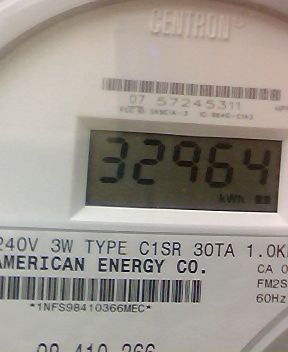 CENTRON
07 57245311
32964
kWh
240V 3W TYPE C1SR 30TA 1.0K
AMERICAN ENERGY CO.
CA 0
FM2S
60Hz
*1NFS98410366MEC*
98 410 366